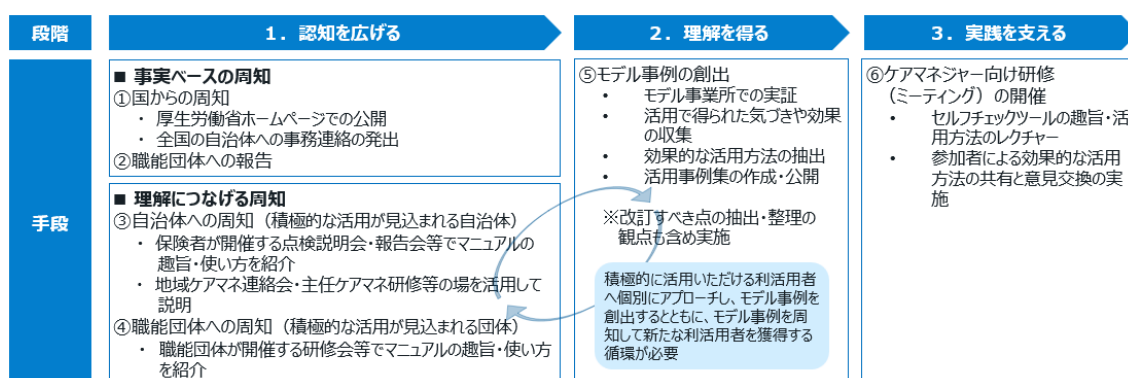 段階
1．認知を広げる
2．理解を得る
3．実践を支える
手段
■ 事実ベースの周知
①国からの周知
・ 厚生労働省ホームページでの公開
・ 全国の自治体への事務連絡の発出
②職能団体への報告
■ 理解につなげる周知
③自治体への周知（積極的な活用が見込まれる自治体）
・ 保険者が開催する点検説明会・報告会等でマニュアルの
趣旨・使い方を紹介
・ 地域ケアマネ連絡会・主任ケアマネ研修等の場を活用して
説明
④職能団体への周知（積極的な活用が見込まれる団体）
・ 職能団体が開催する研修会等でマニュアルの趣旨・使い方
を紹介
⑤モデル事例の創出
• モデル事業所での実証
• 活用で得られた気づきや効果
の収集
• 効果的な活用方法の抽出
• 活用事例集の作成・公開
※改訂すべき点の抽出・整理の
観点も含め実施
積極的に活用いただける利活用者
へ個別にアプローチし、モデル事例を
創出するとともに、モデル事例を周
知して新たな利活用者を獲得する
循環が必要
⑥ケアマネジャー向け研修
（ミーティング）の開催
• セルフチェックツールの趣旨・活
用方法のレクチャー
• 参加者による効果的な活用
方法の共有と意見交換の実
施